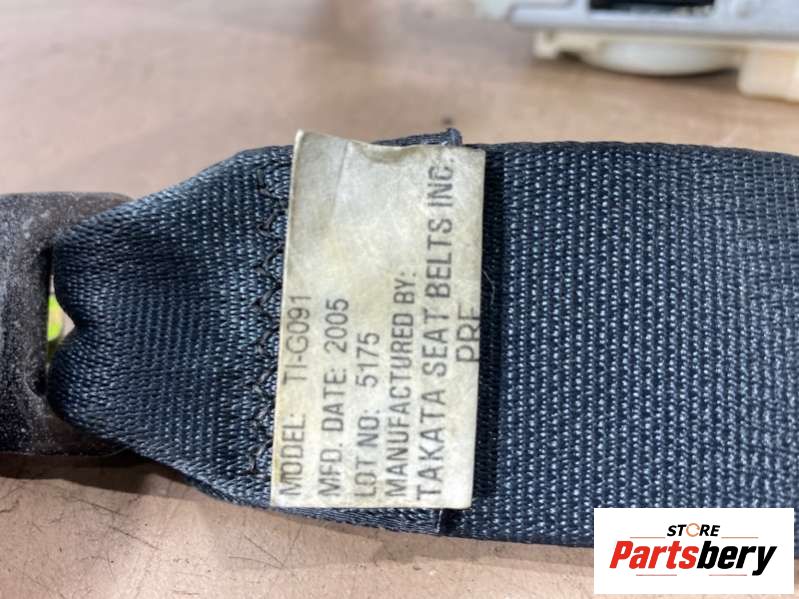 MODEL: TI-G091
MFD. DATE: 2005
LOT NO: 5175
MANUFACTURED BY:
TAKATA SEAT BELTS INC.
PRE
STORE
Partsbery